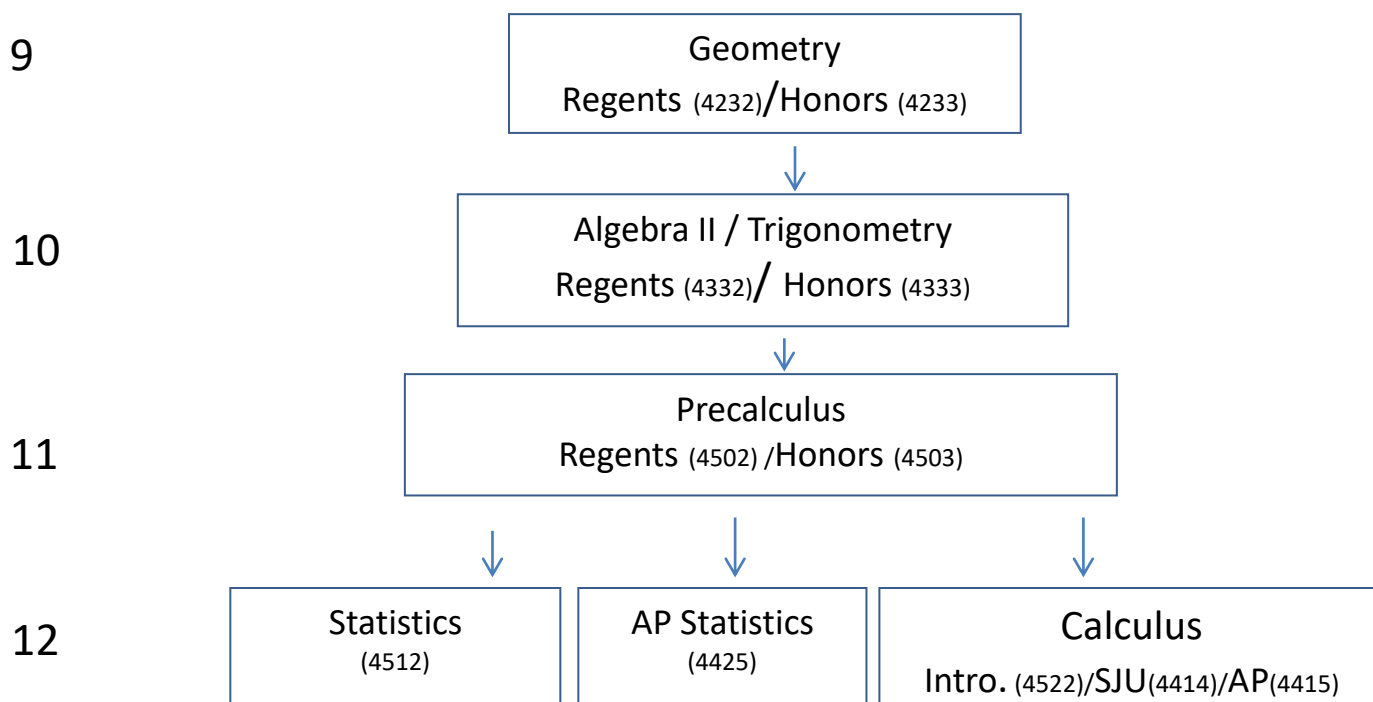 9
Geometry
Regents (4232)/Honors (4233)
10
Algebra II / Trigonometry
Regents (4332)/ Honors (4333)
11
Precalculus
Regents (4502) /Honors (4503)
12
Statistics
(4512)
AP Statistics
(4425)
Calculus
Intro. (4522)/SJU(4414)/AP(4415)